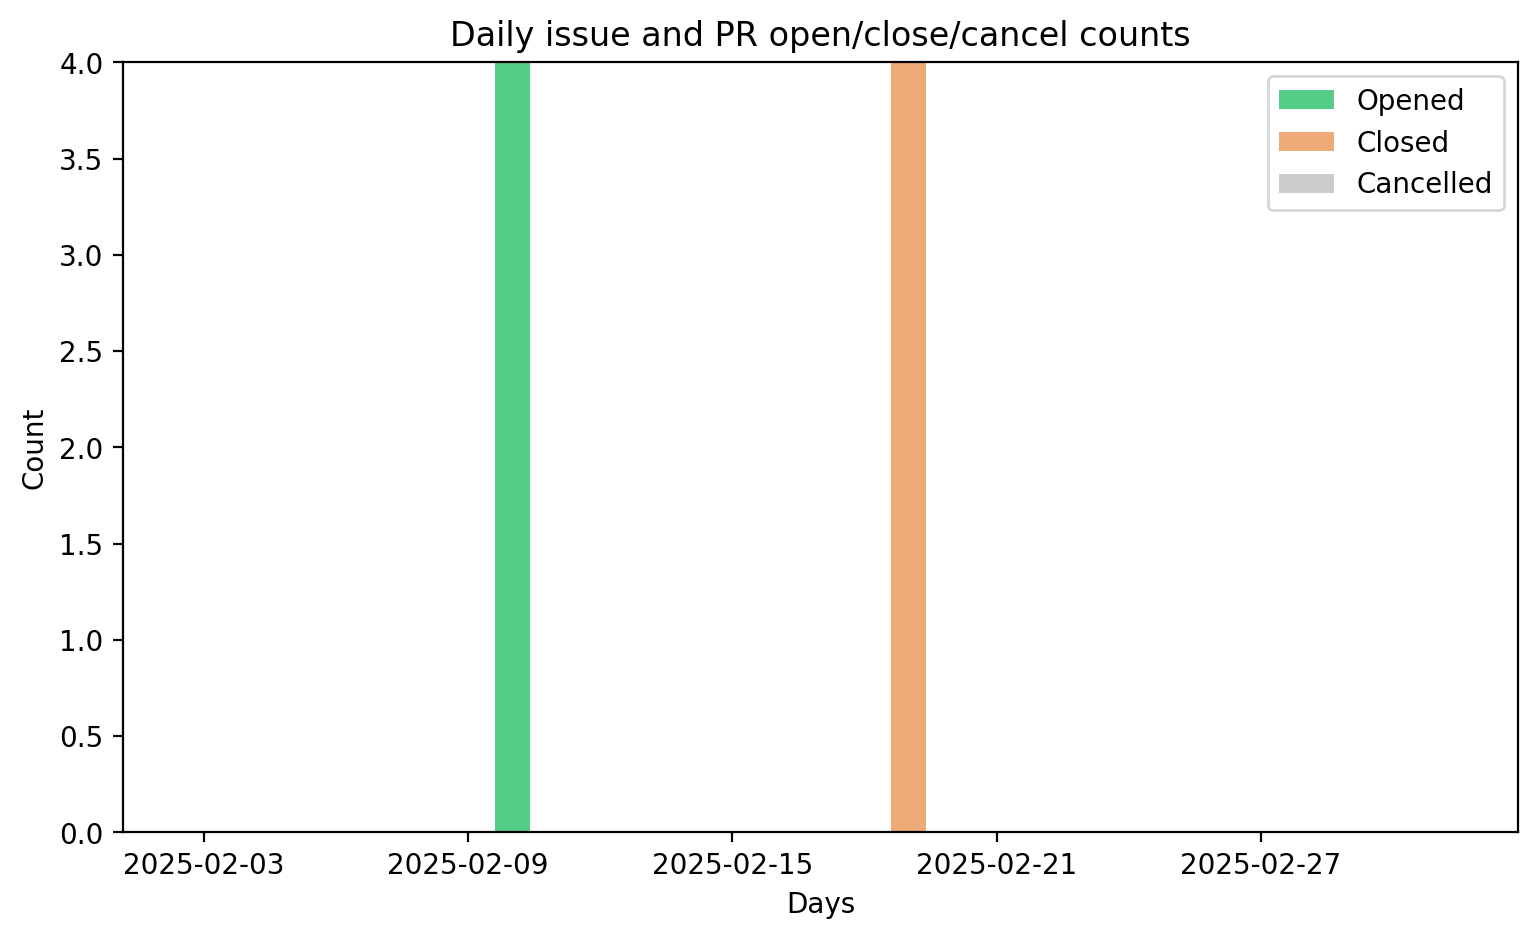 Daily issue and PR open/close/cancel counts
4.0
3.5
3.0
2.5
2.0
1.5
1.0
0.5
0.0
Count
Opened
Closed
Cancelled
2025-02-03 2025-02-09 2025-02-15 2025-02-21 2025-02-27
Days